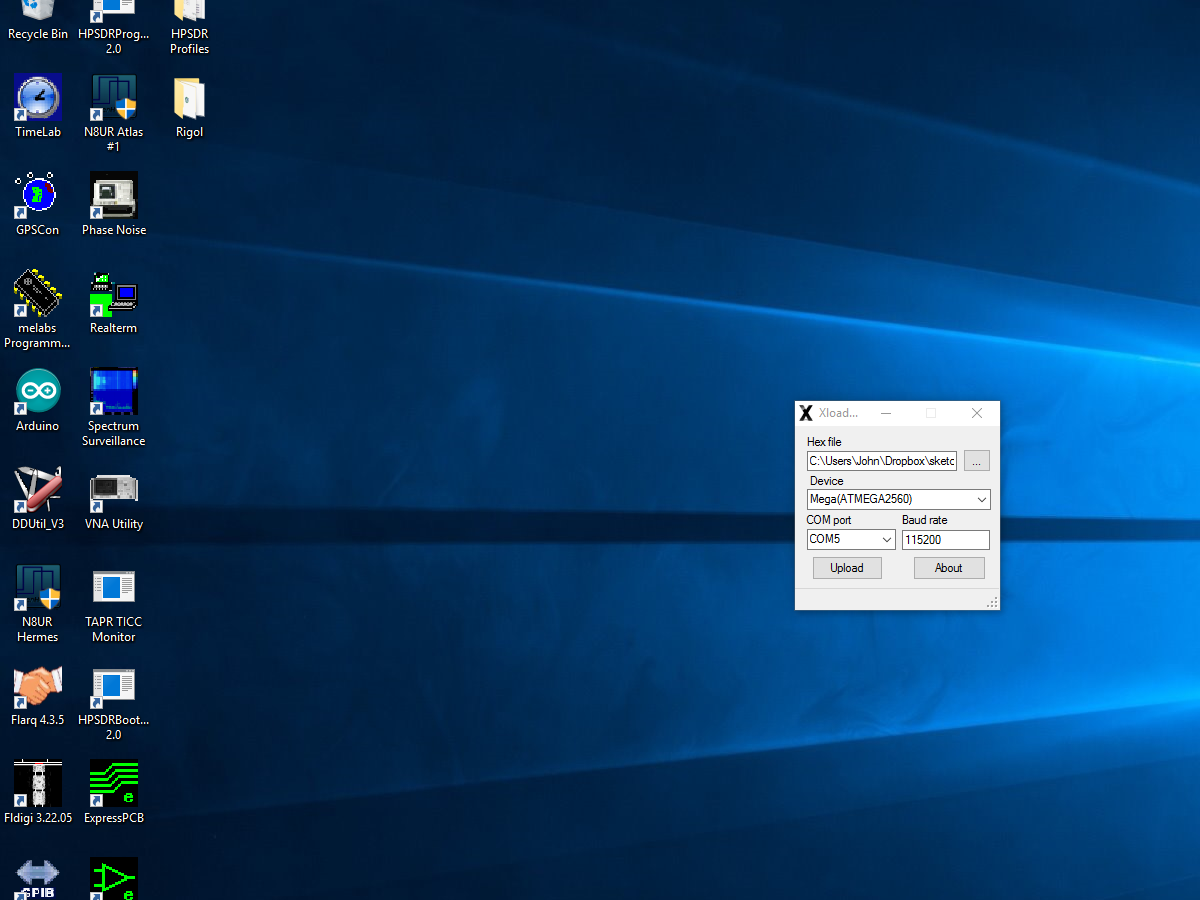 Recycle Bin
HPSDRProg...
2.0
HPSDR
Profiles
TimeLab
N8UR Atlas
#1
Rigol
GPSCon
Phase Noise
melabs
Programm...
Realterm
Arduino
Spectrum
Surveillance
DDUtil_V3
VNA Utility
N8UR
Hermes
TAPR TICC
Monitor
Flarq 4.3.5
HPSDRBoot...
2.0
Fldigi 3.22.05
ExpressPCB
GPIB
e
e
X Xload...
Hex file
C:\Users\John\Dropbox\sketc
...
Device
Mega(ATMEGA2560)
COM port
Baud rate
COM5
115200
Upload
About